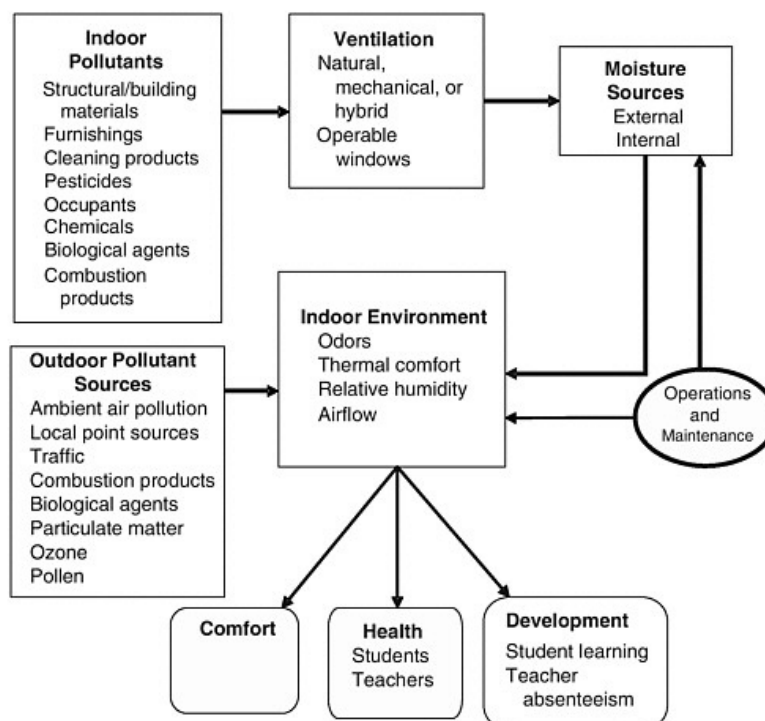 Indoor
Pollutants
Structural/building
materials
Furnishings
Cleaning products
Pesticides
Occupants
Chemicals
Biological agents
Combustion
products
Ventilation
Natural,
mechanical, or
hybrid
Operable
windows
Moisture
Sources
External
Internal
Indoor Environment
Odors
Thermal comfort
Relative humidity
Airflow
Outdoor Pollutant
Sources
Ambient air pollution
Local point sources
Traffic
Combustion products
Biological agents
Particulate matter
Ozone
Pollen
Operations
and
Maintenance
Comfort
Health
Students
Teachers
Development
Student learning
Teacher
absenteeism